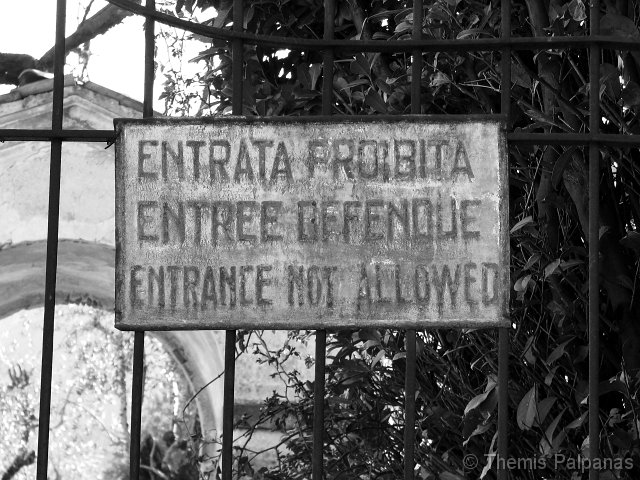 ENTRATA PROIBITA
ENTREE DEFENDUE
ENTRANCE NOT ALLOWED
© Themis Palpanas